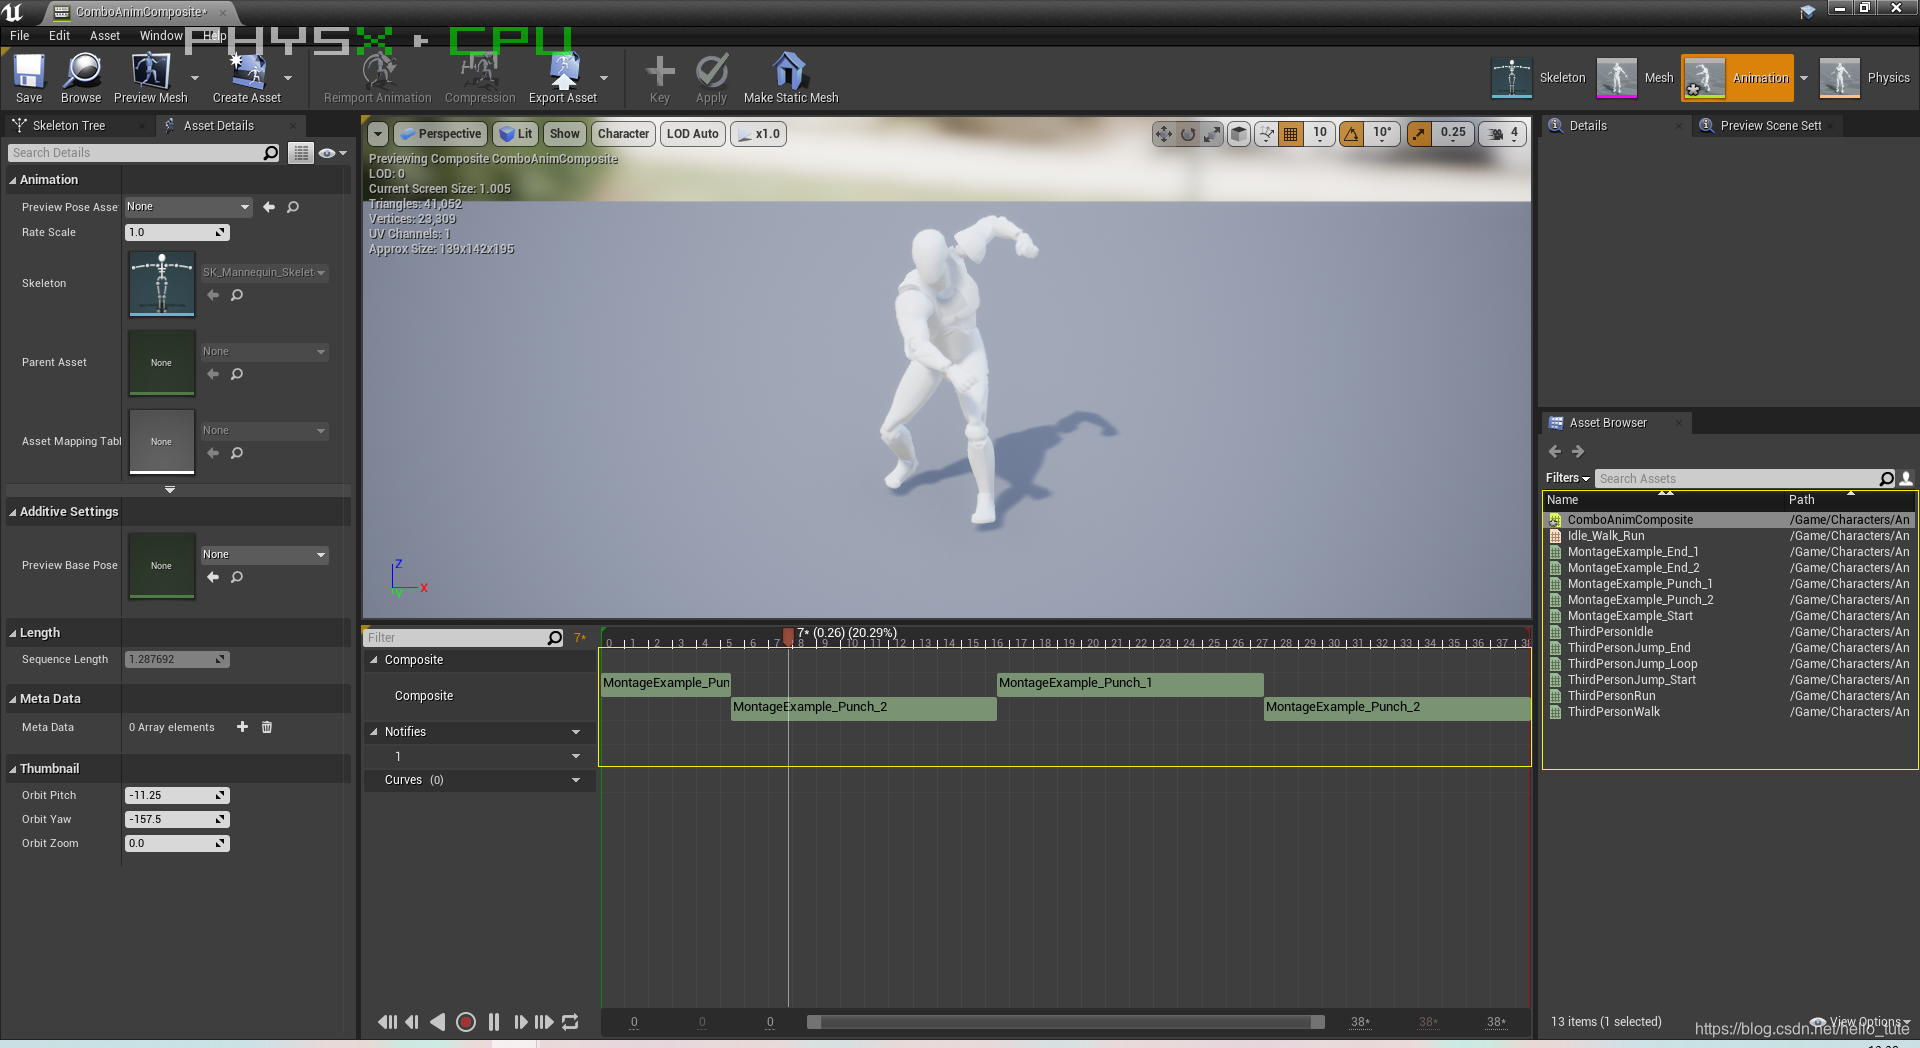 ComboAnimComposite*
File Edit Asset Window Help
PHYSX ▸ CPU
Save Browse Preview Mesh Create Asset Reimport Animation Compression Export Asset Key Apply Make Static Mesh
Skeleton Mesh Animation Physics
Skeleton Tree Asset Details
Search Details
Animation
Preview Pose Asse None
Rate Scale 1.0
Skeleton SK_Mannequin_Skelet
Parent Asset None None
Asset Mapping Tabl None None
Additive Settings
Preview Base Pose None None
Length
Sequence Length 1.287692
Meta Data
Meta Data 0 Array elements
Thumbnail
Orbit Pitch -11.25
Orbit Yaw -157.5
Orbit Zoom 0.0
Perspective Lit Show Character LOD Auto x1.0 10 10° 0.25 4
Previewing Composite ComboAnimComposite
LOD: 0
Current Screen Size: 1.005
Triangles: 41,052
Vertices: 23,309
UV Channels: 1
Approx Size: 139x142x195
Z
X
Y
Filter 7*
7* (0.26) (20.29%)
0 1 2 3 4 5 6 7 8 9 10 11 12 13 14 15 16 17 18 19 20 21 22 23 24 25 26 27 28 29 30 31 32 33 34 35 36 37 38
Composite
Composite
MontageExample_Pun MontageExample_Punch_1
MontageExample_Punch_2 MontageExample_Punch_2
Notifies
1
Curves (0)
0 0 0 38* 38* 38*
Details Preview Scene Sett
Asset Browser
Filters Search Assets
Name Path
ComboAnimComposite /Game/Characters/An
Idle_Walk_Run /Game/Characters/An
MontageExample_End_1 /Game/Characters/An
MontageExample_End_2 /Game/Characters/An
MontageExample_Punch_1 /Game/Characters/An
MontageExample_Punch_2 /Game/Characters/An
MontageExample_Start /Game/Characters/An
ThirdPersonIdle /Game/Characters/An
ThirdPersonJump_End /Game/Characters/An
ThirdPersonJump_Loop /Game/Characters/An
ThirdPersonJump_Start /Game/Characters/An
ThirdPersonRun /Game/Characters/An
ThirdPersonWalk /Game/Characters/An
13 items (1 selected) View Options
https://blog.csdn.net/hello_tute